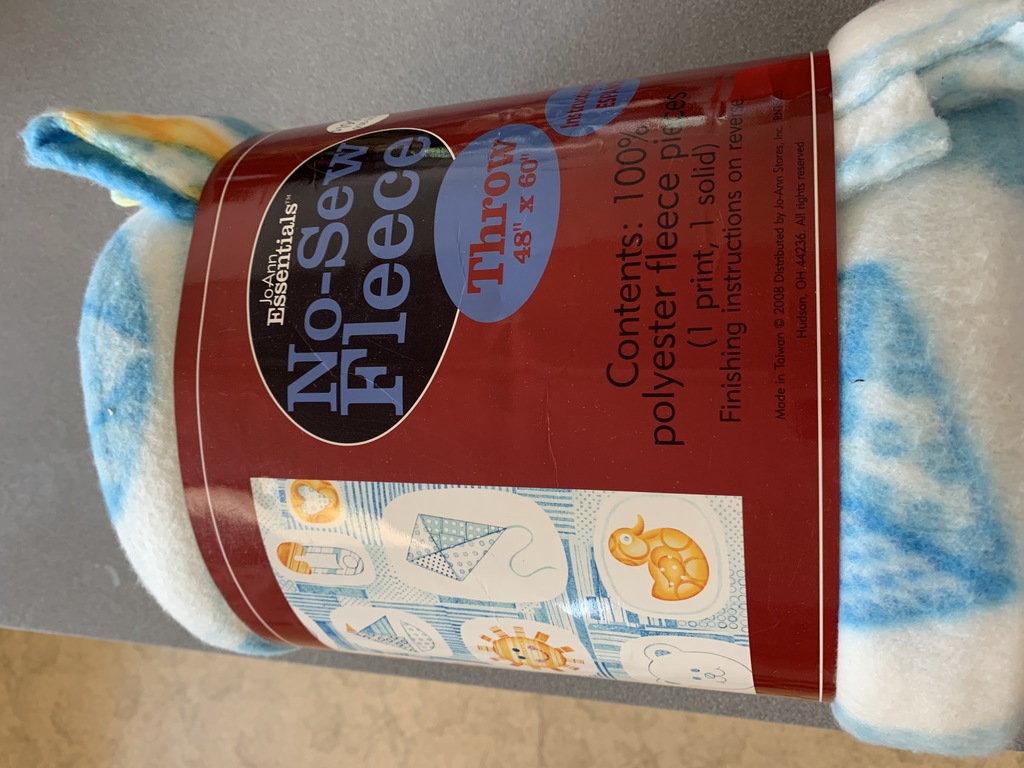 Jo-Ann
Essentials™
No-Sew
Fleece
Throw
48" x 60"
Contents: 100%
polyester fleece pieces
(1 print, 1 solid)
Finishing instructions on reverse
Made in Taiwan © 2008 Distributed by Jo-Ann Stores, Inc.
Hudson, OH 44236. All rights reserved